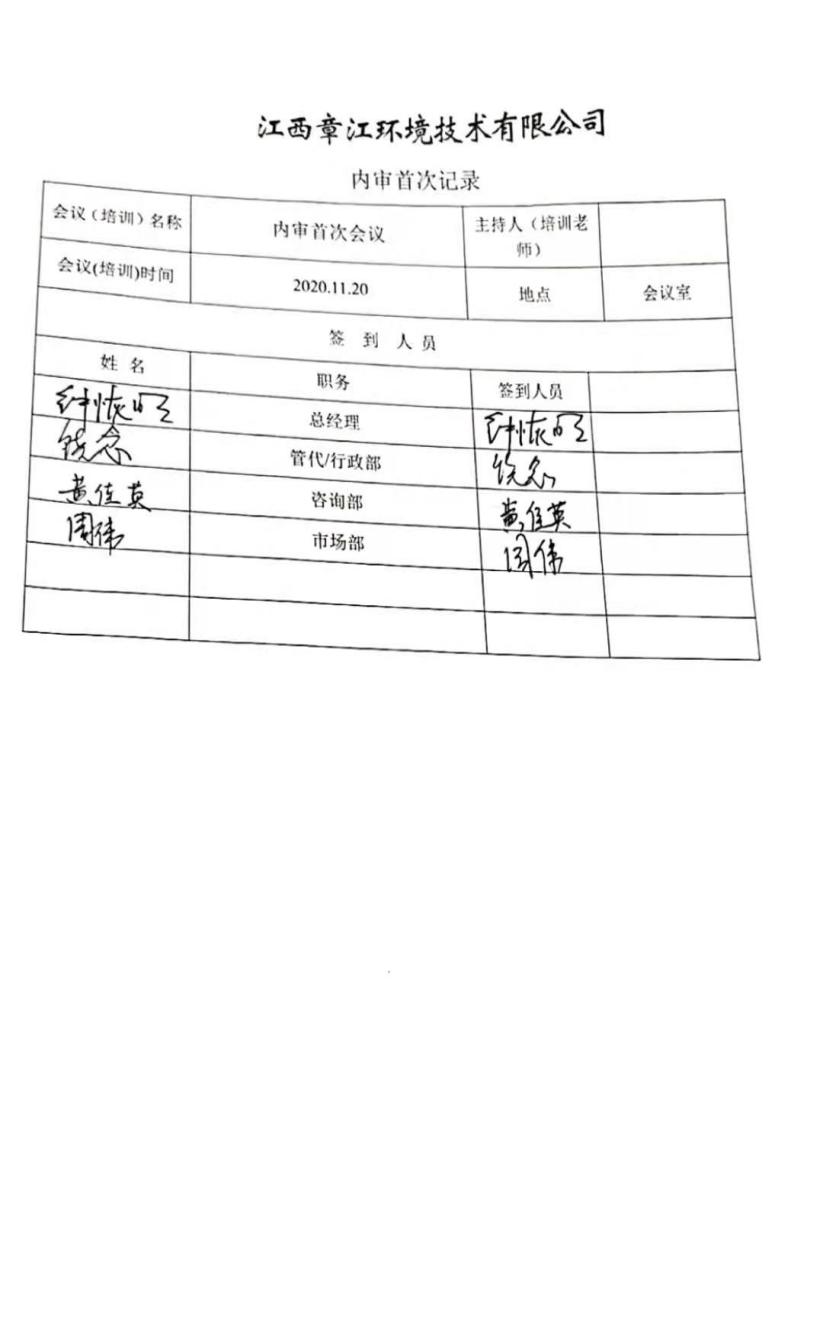 江西章江环境技术有限公司
内审首次记录
会议（培训）名称 内审首次会议 主持人（培训老师）
会议(培训)时间 2020.11.20 地点 会议室
签 到 人 员
姓 名 职务 签到人员
总经理
管代/行政部
黄佳英 咨询部 黄佳英
周伟 市场部 周伟